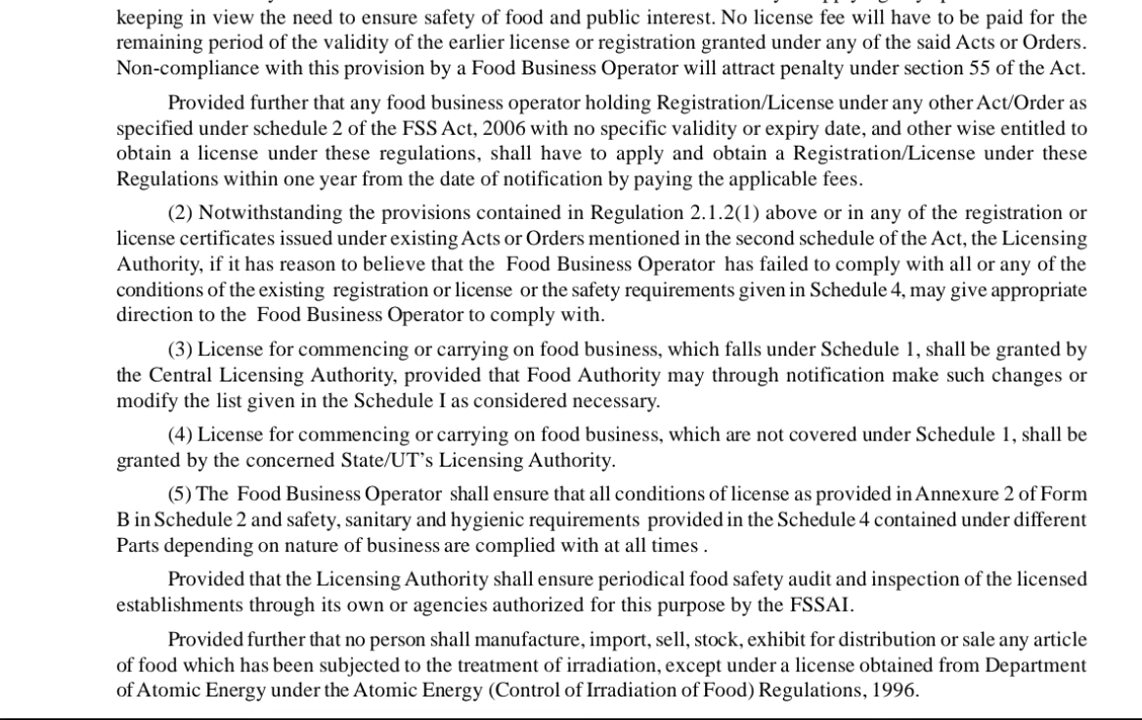 keeping in view the need to ensure safety of food and public interest. No license fee will have to be paid for the
remaining period of the validity of the earlier license or registration granted under any of the said Acts or Orders.
Non-compliance with this provision by a Food Business Operator will attract penalty under section 55 of the Act.
Provided further that any food business operator holding Registration/License under any other Act/Order as
specified under schedule 2 of the FSS Act, 2006 with no specific validity or expiry date, and other wise entitled to
obtain a license under these regulations, shall have to apply and obtain a Registration/License under these
Regulations within one year from the date of notification by paying the applicable fees.
(2) Notwithstanding the provisions contained in Regulation 2.1.2(1) above or in any of the registration or
license certificates issued under existing Acts or Orders mentioned in the second schedule of the Act, the Licensing
Authority, if it has reason to believe that the Food Business Operator has failed to comply with all or any of the
conditions of the existing registration or license or the safety requirements given in Schedule 4, may give appropriate
direction to the Food Business Operator to comply with.
(3) License for commencing or carrying on food business, which falls under Schedule 1, shall be granted by
the Central Licensing Authority, provided that Food Authority may through notification make such changes or
modify the list given in the Schedule I as considered necessary.
(4) License for commencing or carrying on food business, which are not covered under Schedule 1, shall be
granted by the concerned State/UT's Licensing Authority.
(5) The Food Business Operator shall ensure that all conditions of license as provided in Annexure 2 of Form
B in Schedule 2 and safety, sanitary and hygienic requirements provided in the Schedule 4 contained under different
Parts depending on nature of business are complied with at all times .
Provided that the Licensing Authority shall ensure periodical food safety audit and inspection of the licensed
establishments through its own or agencies authorized for this purpose by the FSSAI.
Provided further that no person shall manufacture, import, sell, stock, exhibit for distribution or sale any article
of food which has been subjected to the treatment of irradiation, except under a license obtained from Department
of Atomic Energy under the Atomic Energy (Control of Irradiation of Food) Regulations, 1996.